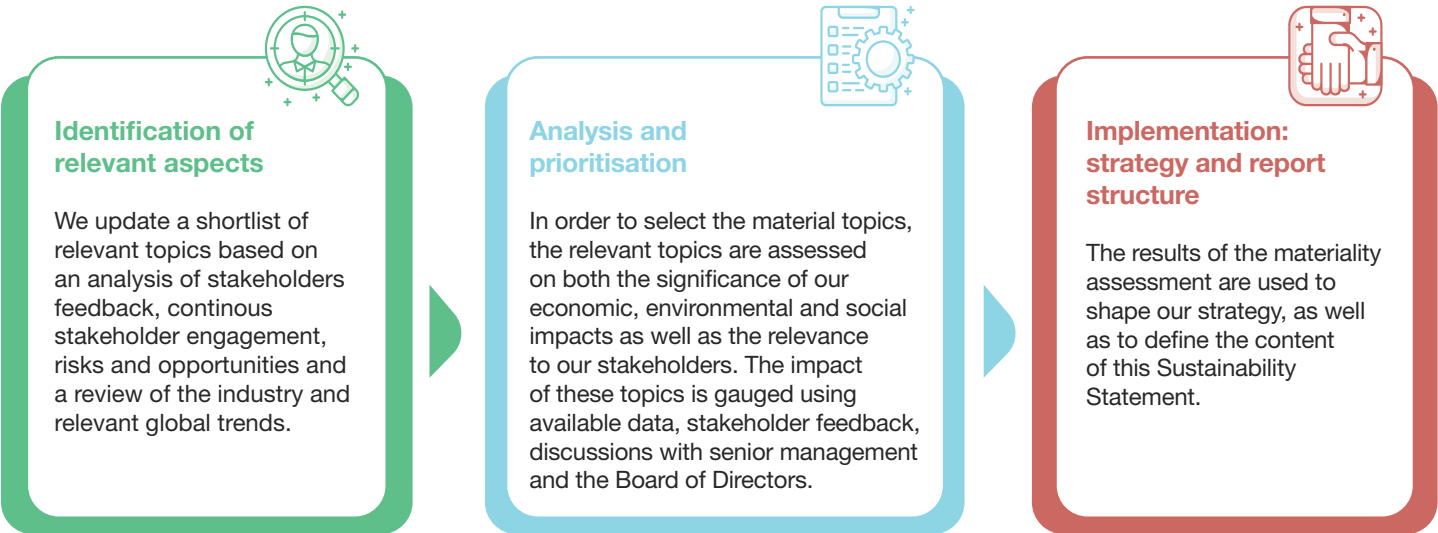 Identification of
relevant aspects
We update a shortlist of
relevant topics based on
an analysis of stakeholders
feedback, continous
stakeholder engagement,
risks and opportunities and
a review of the industry and
relevant global trends.
Analysis and
prioritisation
In order to select the material topics,
the relevant topics are assessed
on both the significance of our
economic, environmental and social
impacts as well as the relevance
to our stakeholders. The impact
of these topics is gauged using
available data, stakeholder feedback,
discussions with senior management
and the Board of Directors.
Implementation:
strategy and report
structure
The results of the materiality
assessment are used to
shape our strategy, as well
as to define the content
of this Sustainability
Statement.